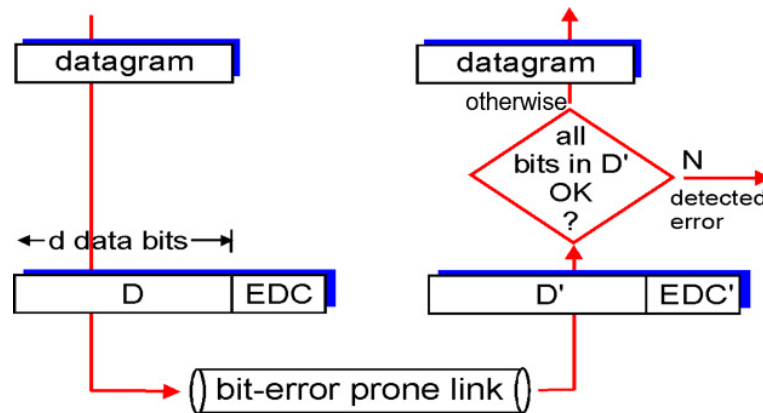 datagram
datagram
otherwise
all
bits in D'
OK
?
N
detected
error
d data bits
D
EDC
D'
EDC'
bit-error prone link